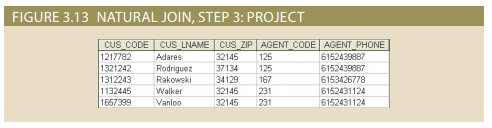 FIGURE 3.13 NATURAL JOIN, STEP 3: PROJECT
CUS_CODE CUS_LNAME CUS_ZIP AGENT_CODE AGENT_PHONE
1217782 Adares 32145 125 6152439887
1321242 Rodriguez 37134 125 6152439887
1312243 Rakowski 34129 167 6153426778
1132445 Walker 32145 231 6152431124
1657399 Vanloo 32145 231 6152431124